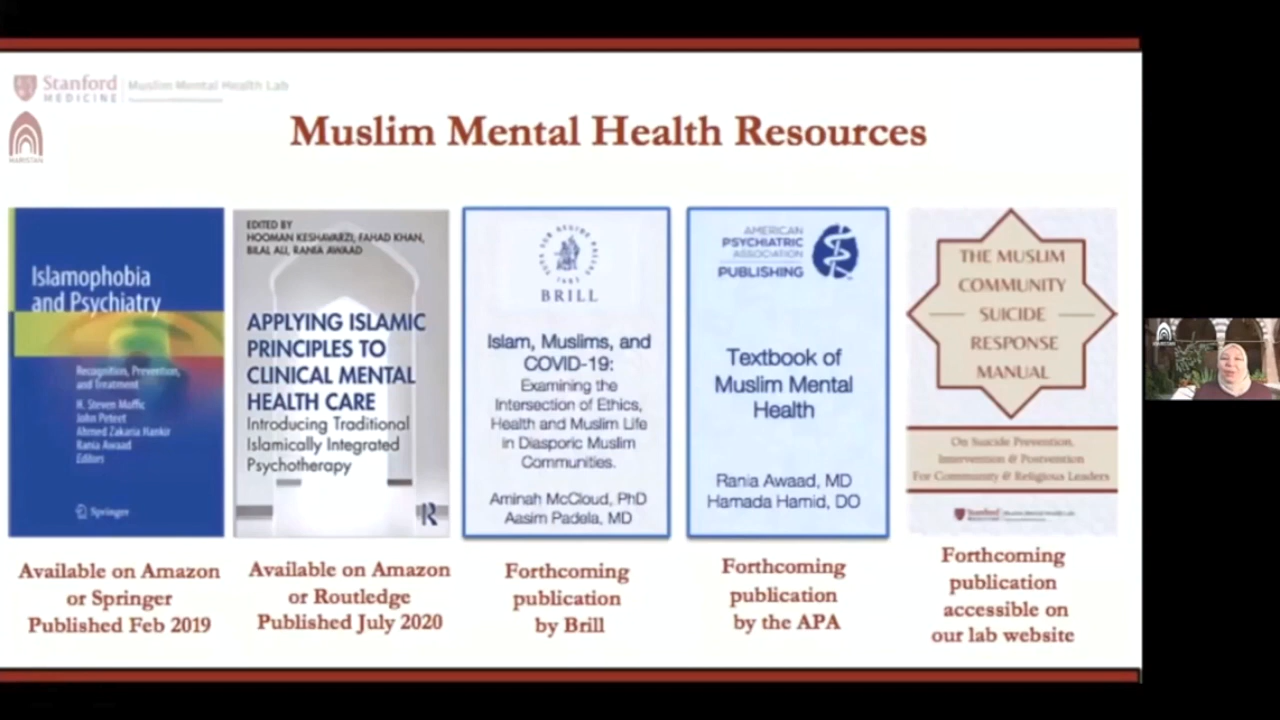 Stanford
MEDICINE
Muslim Mental Health Lab
MARISTAN
Muslim Mental Health Resources
Islamophobia
and Psychiatry
Recognition, Prevention,
and Treatment
H. Steven Moffic
John Peteet
Ahmed Zakaria Hankir
Rania Awaad
Editors
Springer
Available on Amazon
or Springer
Published Feb 2019
EDITED BY
HOOMAN KESHAVARZI, FAHAD KHAN,
BILAL ALI, RANIA AWAAD
APPLYING ISLAMIC
PRINCIPLES TO
CLINICAL MENTAL
HEALTH CARE
Introducing Traditional
Islamically Integrated
Psychotherapy
R
Available on Amazon
or Routledge
Published July 2020
BRILL
Islam, Muslims, and
COVID-19:
Examining the
Intersection of Ethics,
Health and Muslim Life
in Diasporic Muslim
Communities.
Aminah McCloud, PhD
Aasim Padela, MD
Forthcoming
publication
by Brill
AMERICAN
PSYCHIATRIC
ASSOCIATION
PUBLISHING
Textbook of
Muslim Mental
Health
Rania Awaad, MD
Hamada Hamid, DO
Forthcoming
publication
by the APA
THE MUSLIM
COMMUNITY
SUICIDE
RESPONSE
MANUAL
On Suicide Prevention,
Intervention & Postvention
For Community & Religious Leaders
Stanford
Muslim Mental Health Lab
Forthcoming
publication
accessible on
our lab website